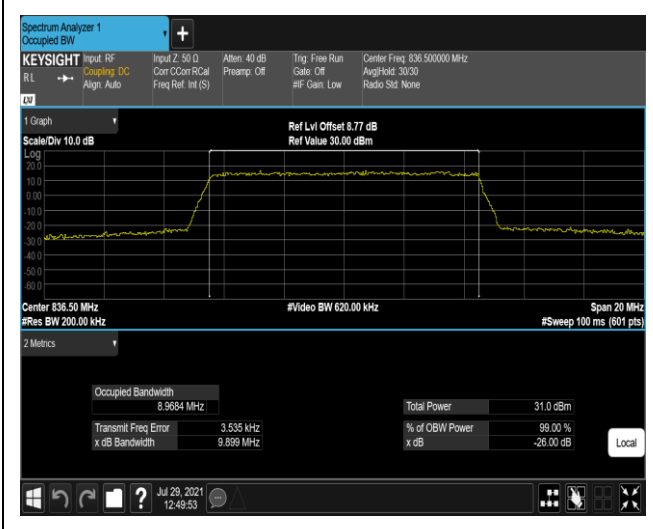 Spectrum Analyzer 1
Occupied BW
+
KEYSIGHT Input: RF Input Z: 50 Ω Atten: 40 dB Trig: Free Run Center Freq: 836.500000 MHz
R L Coupling: DC Corr CCorr RCal Preamp: Off Gate: Off Avg|Hold: 30/30
Align: Auto Freq Ref: Int (S) #IF Gain: Low Radio Std: None
LXI
1 Graph
Ref Lvl Offset 8.77 dB
Scale/Div 10.0 dB Ref Value 30.00 dBm
Log
20.0
10.0
0.00
-10.0
-20.0
-30.0
-40.0
-50.0
-60.0
Center 836.50 MHz #Video BW 620.00 kHz Span 20 MHz
#Res BW 200.00 kHz #Sweep 100 ms (601 pts)
2 Metrics
Occupied Bandwidth
8.9684 MHz Total Power 31.0 dBm
Transmit Freq Error 3.535 kHz % of OBW Power 99.00 %
x dB Bandwidth 9.899 MHz x dB -26.00 dB
Local
? Jul 29, 2021
12:49:53